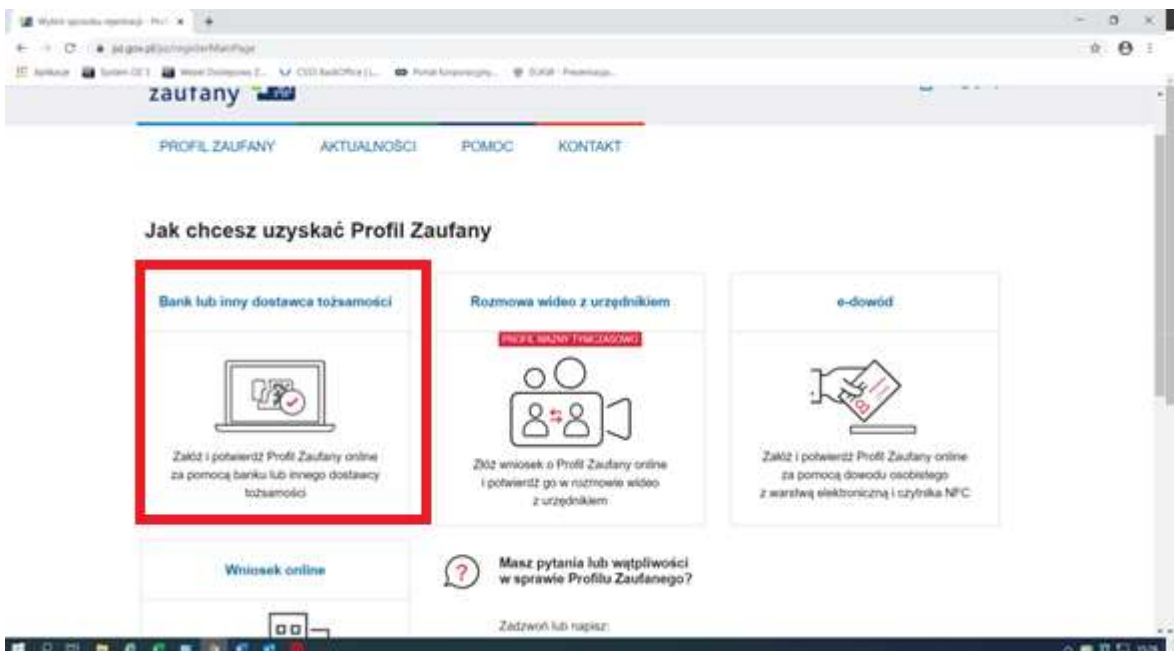 zaufany
PROFIL ZAUFANY AKTUALNOŚCI POMOC KONTAKT
Jak chcesz uzyskać Profil Zaufany
Bank lub inny dostawca tożsamości
Załóż i potwierdź Profil Zaufany online
za pomocą banku lub innego dostawcy
tożsamości
Rozmowa wideo z urzędnikiem
PROFIL WAŻNY TYMCZASOWO
Złóż wniosek o Profil Zaufany online
i potwierdź go w rozmowie wideo
z urzędnikiem
e-dowód
Załóż i potwierdź Profil Zaufany online
za pomocą dowodu osobistego
z warstwą elektroniczną i czytnika NFC
Wniosek online
Masz pytania lub wątpliwości
w sprawie Profilu Zaufanego?
Zadzwoń lub napisz: